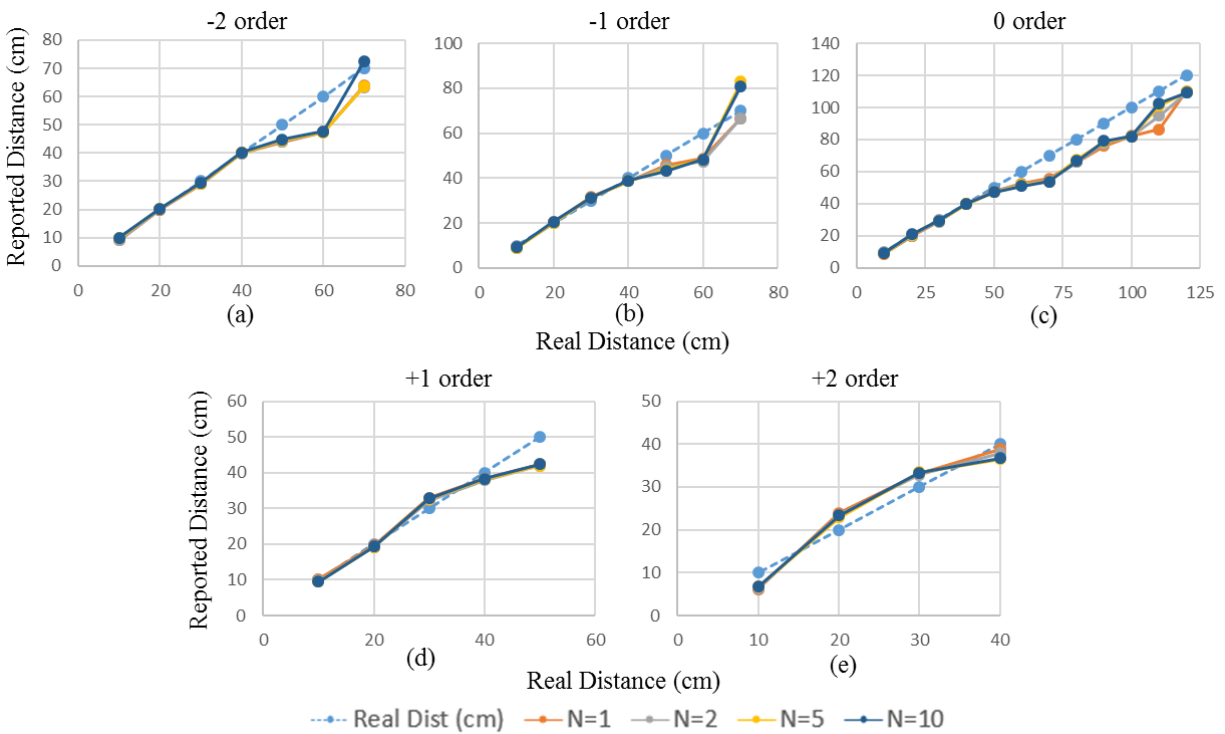 -2 order
-1 order
0 order
Reported Distance (cm)
80
70
60
50
40
30
20
10
0
0 20 40 60 80
(a)
100
80
60
40
20
0
0 20 40 60 80
(b)
140
120
100
80
60
40
20
0
0 25 50 75 100 125
(c)
Real Distance (cm)
+1 order
+2 order
Reported Distance (cm)
60
50
40
30
20
10
0
0 20 40 60
(d)
50
40
30
20
10
0
0 10 20 30 40
(e)
Real Distance (cm)
Real Dist (cm) N=1 N=2 N=5 N=10